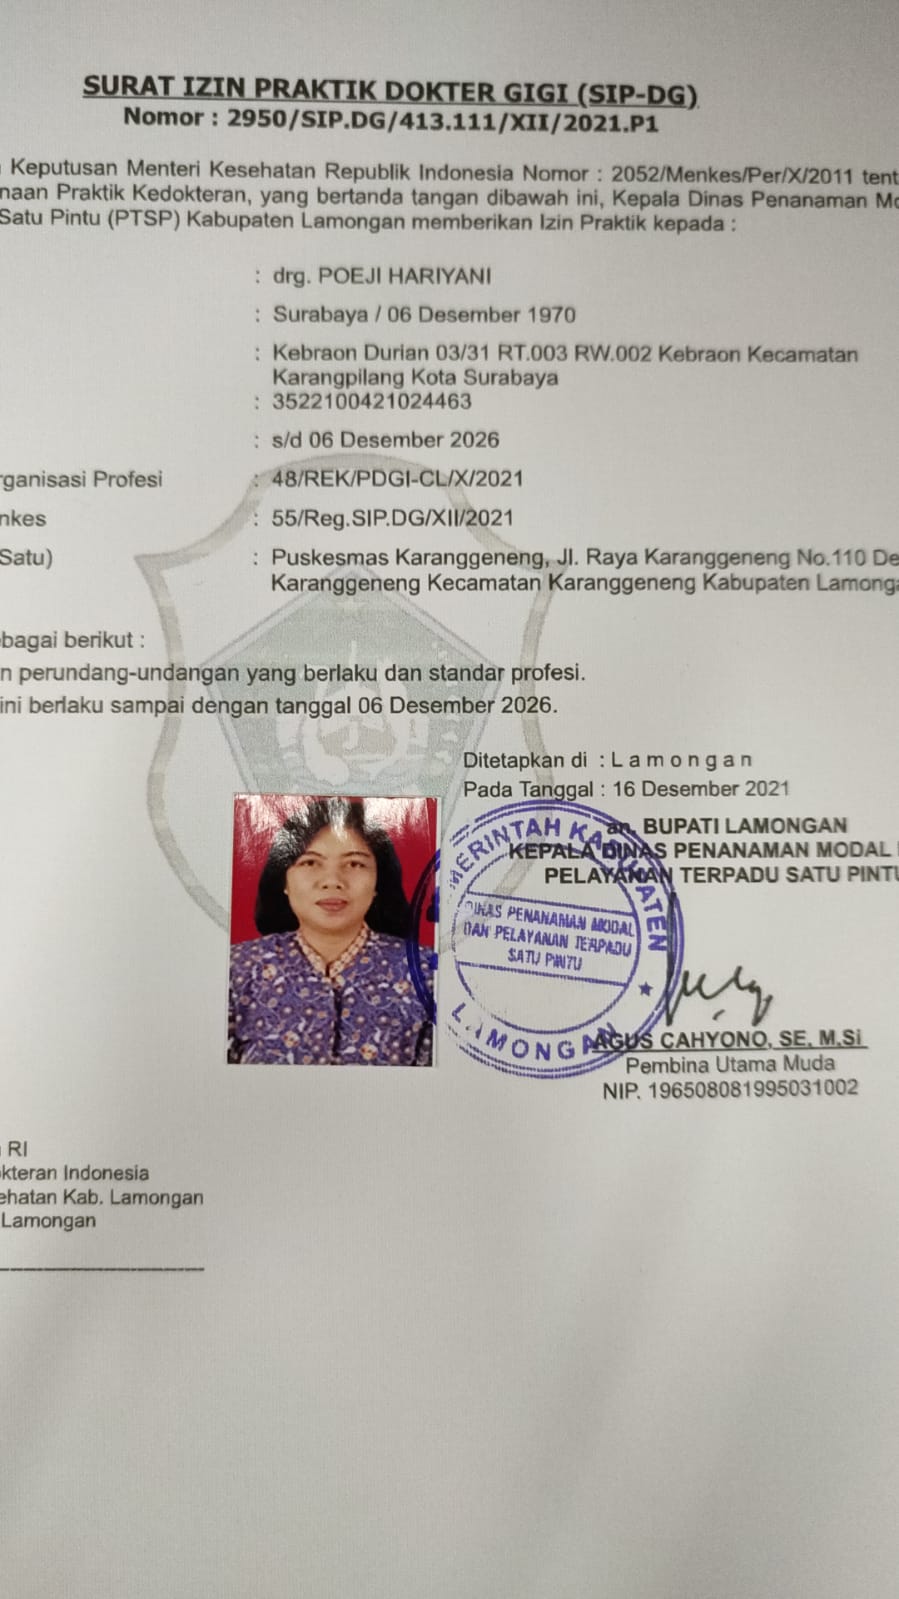 SURAT IZIN PRAKTIK DOKTER GIGI (SIP-DG)
Nomor : 2950/SIP.DG/413.111/XII/2021.P1
Keputusan Menteri Kesehatan Republik Indonesia Nomor : 2052/Menkes/Per/X/2011 tent
naan Praktik Kedokteran, yang bertanda tangan dibawah ini, Kepala Dinas Penanaman Mo
Satu Pintu (PTSP) Kabupaten Lamongan memberikan Izin Praktik kepada :
: drg. POEJI HARIYANI
: Surabaya / 06 Desember 1970
: Kebraon Durian 03/31 RT.003 RW.002 Kebraon Kecamatan
Karangpilang Kota Surabaya
: 3522100421024463
: s/d 06 Desember 2026
rganisasi Profesi : 48/REK/PDGI-CL/X/2021
nkes : 55/Reg.SIP.DG/XII/2021
Satu) : Puskesmas Karanggeneng, Jl. Raya Karanggeneng No.110 De
Karanggeneng Kecamatan Karanggeneng Kabupaten Lamonga
bagai berikut :
n perundang-undangan yang berlaku dan standar profesi.
ini berlaku sampai dengan tanggal 06 Desember 2026.
Ditetapkan di : L a m o n g a n
Pada Tanggal : 16 Desember 2021
an. BUPATI LAMONGAN
KEPALA DINAS PENANAMAN MODAL
PELAYANAN TERPADU SATU PINTU
MERINTAH KABUPATEN
DINAS PENANAMAN MODAL
DAN PELAYANAN TERPADU
SATU PINTU
LAMONGAN
AGUS CAHYONO, SE, M.Si
Pembina Utama Muda
NIP. 196508081995031002
RI
kteran Indonesia
ehatan Kab. Lamongan
Lamongan